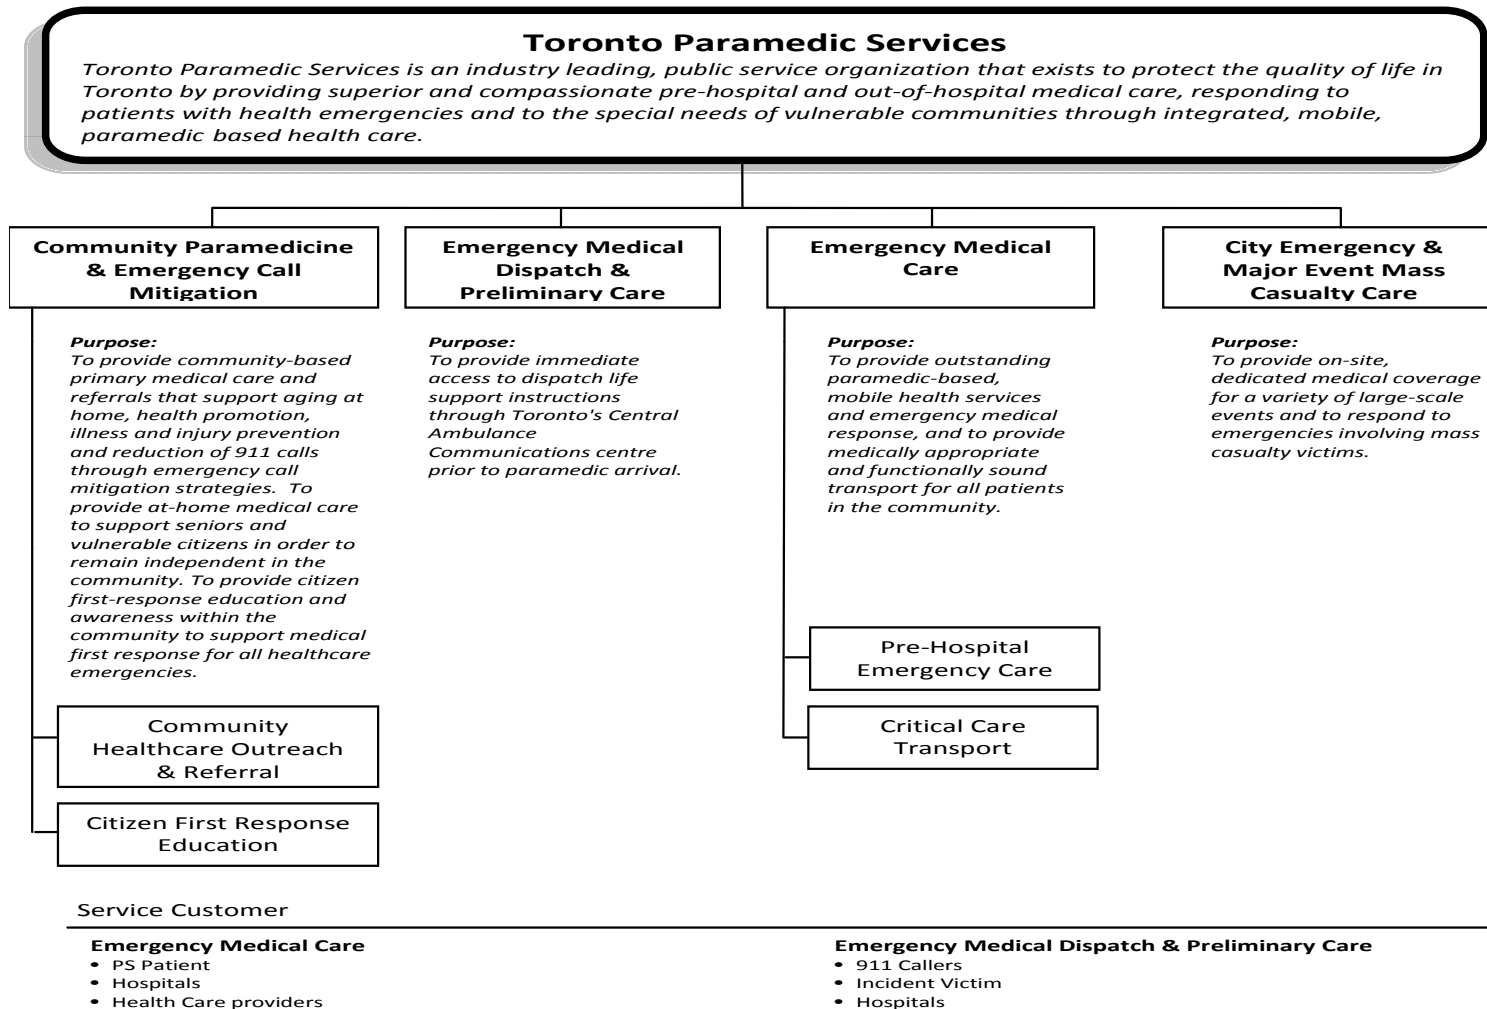 Toronto Paramedic Services
Toronto Paramedic Services is an industry leading, public service organization that exists to protect the quality of life in
Toronto by providing superior and compassionate pre-hospital and out-of-hospital medical care, responding to
patients with health emergencies and to the special needs of vulnerable communities through integrated, mobile,
paramedic based health care.
Community Paramedicine
& Emergency Call
Mitigation
Purpose:
To provide community-based
primary medical care and
referrals that support aging at
home, health promotion,
illness and injury prevention
and reduction of 911 calls
through emergency call
mitigation strategies.  To
provide at-home medical care
to support seniors and
vulnerable citizens in order to
remain independent in the
community. To provide citizen
first-response education and
awareness within the
community to support medical
first response for all healthcare
emergencies.
Community
Healthcare Outreach
& Referral
Citizen First Response
Education
Emergency Medical
Dispatch &
Preliminary Care
Purpose:
To provide immediate
access to dispatch life
support instructions
through Toronto's Central
Ambulance
Communications centre
prior to paramedic arrival.
Emergency Medical
Care
Purpose:
To provide outstanding
paramedic-based,
mobile health services
and emergency medical
response, and to provide
medically appropriate
and functionally sound
transport for all patients
in the community.
Pre-Hospital
Emergency Care
Critical Care
Transport
City Emergency &
Major Event Mass
Casualty Care
Purpose:
To provide on-site,
dedicated medical coverage
for a variety of large-scale
events and to respond to
emergencies involving mass
casualty victims.
Service Customer
Emergency Medical Care
• PS Patient
• Hospitals
• Health Care providers
Emergency Medical Dispatch & Preliminary Care
• 911 Callers
• Incident Victim
• Hospitals